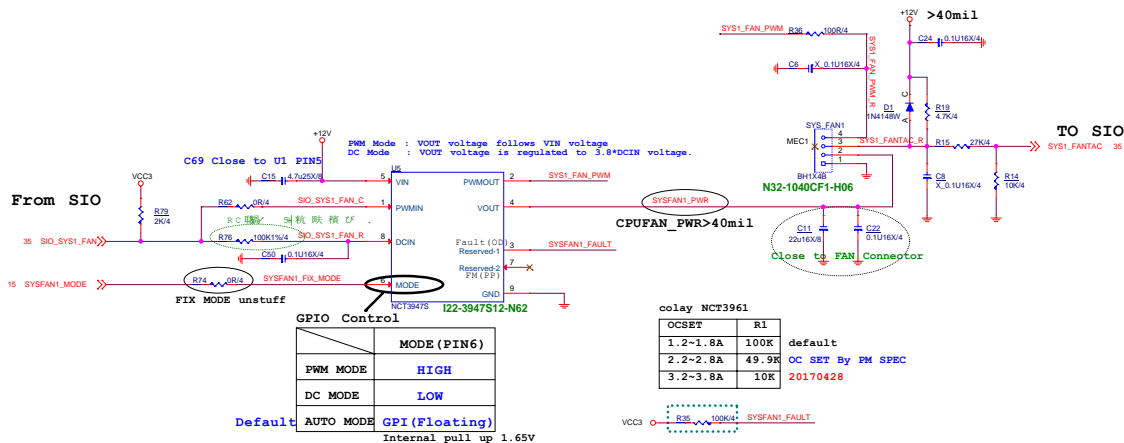 +12V
>40mil
SYS1_FAN_PWM
R36
100R/4
C24
0.1U16X/4
C6
X_0.1U16X/4
SYS1_FAN_PWM_R
D1
1N4148W
C
A
R19
4.7K/4
SYS_FAN1
MEC1
4
3
2
1
BH1X4B
N32-1040CF1-H06
SYS1_FANTAC_R
R15
27K/4
TO SIO
SYS1_FANTAC 35
C8
X_0.1U16X/4
R14
10K/4
+12V
PWM Mode : VOUT voltage follows VIN voltage
DC Mode : VOUT voltage is regulated to 3.8*DCIN voltage.
C69 Close to U1 PIN5
VCC3
C15
4.7u25X/8
From SIO
R79
2K/4
R62
0R/4
SIO_SYS1_FAN_C
R76
100K1%/4
SIO_SYS1_FAN_R
35 SIO_SYS1_FAN
C50
0.1U16X/4
15 SYSFAN1_MODE
R74
0R/4
SYSFAN1_FIX_MODE
FIX MODE unstuff
U5
5
VIN
PWMOUT
2
SYS1_FAN_PWM
1
PWMIN
VOUT
4
SYSFAN1_PWR
CPUFAN_PWR>40mil
8
DCIN
Fault(OD)
Reserved-1
3
SYSFAN1_FAULT
Reserved-2
7
FM(PP)
6
MODE
GND
9
NCT3947S
I22-3947S12-N62
C11
22u16X/8
C22
0.1U16X/4
Close to FAN Connector
GPIO Control
MODE(PIN6)
PWM MODE HIGH
DC MODE LOW
Default AUTO MODE GPI(Floating)
Internal pull up 1.65V
colay NCT3961
OCSET R1
1.2~1.8A 100K default
2.2~2.8A 49.9K OC SET By PM SPEC
3.2~3.8A 10K 20170428
VCC3
R35
100K/4
SYSFAN1_FAULT